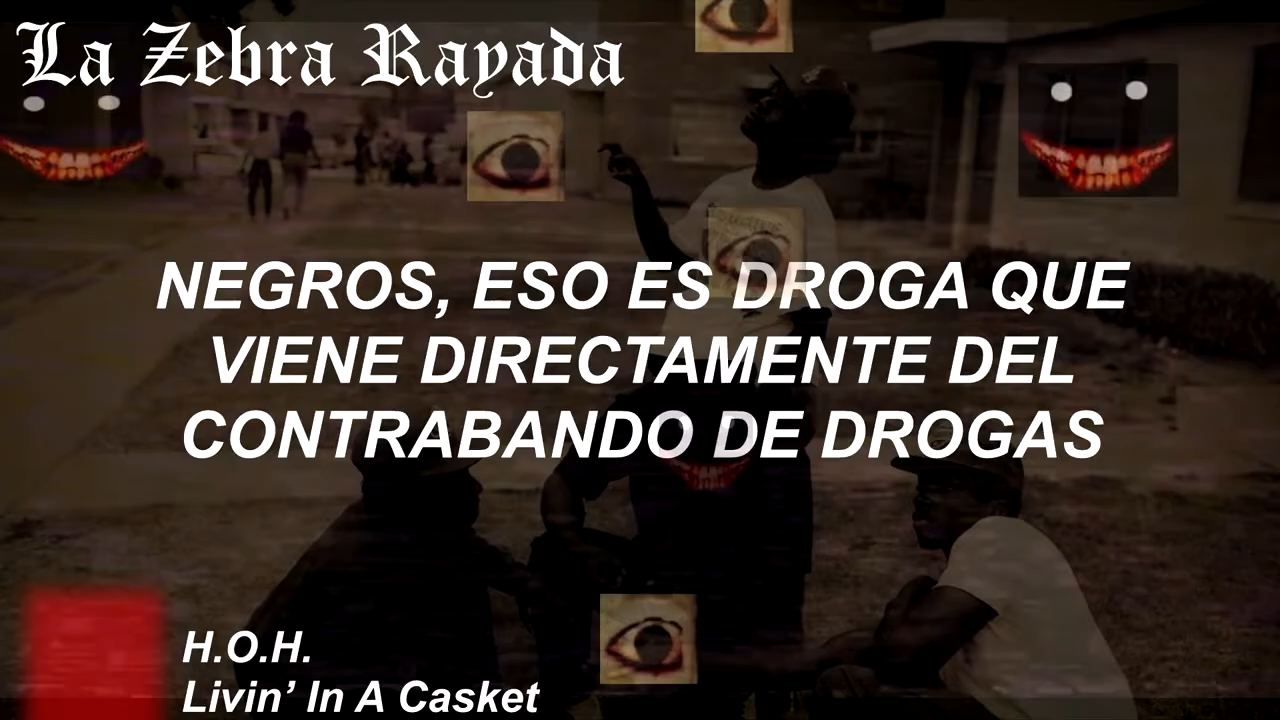 La Zebra Rayada
NEGROS, ESO ES DROGA QUE
VIENE DIRECTAMENTE DEL
CONTRABANDO DE DROGAS
H.O.H.
Livin’ In A Casket